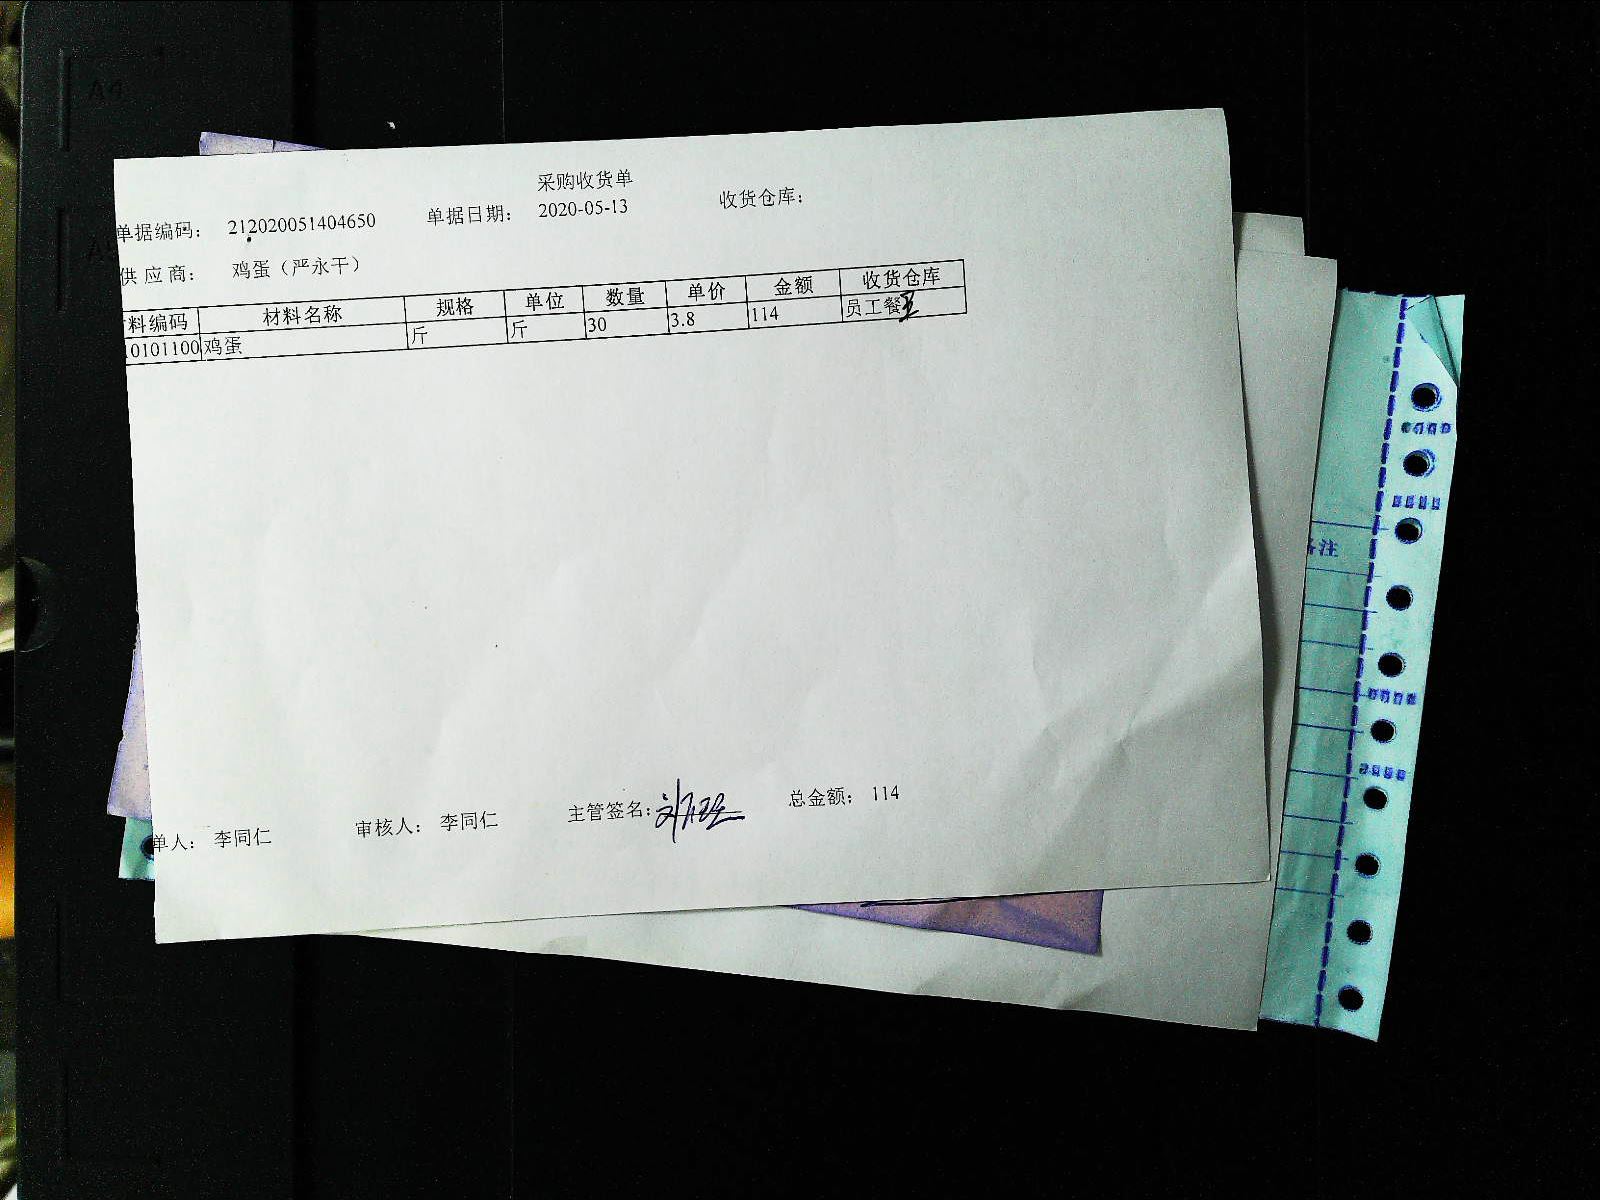 采购收货单
单据编码: 212020051404650 单据日期: 2020-05-13 收货仓库:
供应商: 鸡蛋（严永干）
料编码 材料名称 规格 单位 数量 单价 金额 收货仓库
0101100 鸡蛋 斤 斤 30 3.8 114 员工餐
单人: 李同仁 审核人: 李同仁 主管签名: 总金额: 114
备注